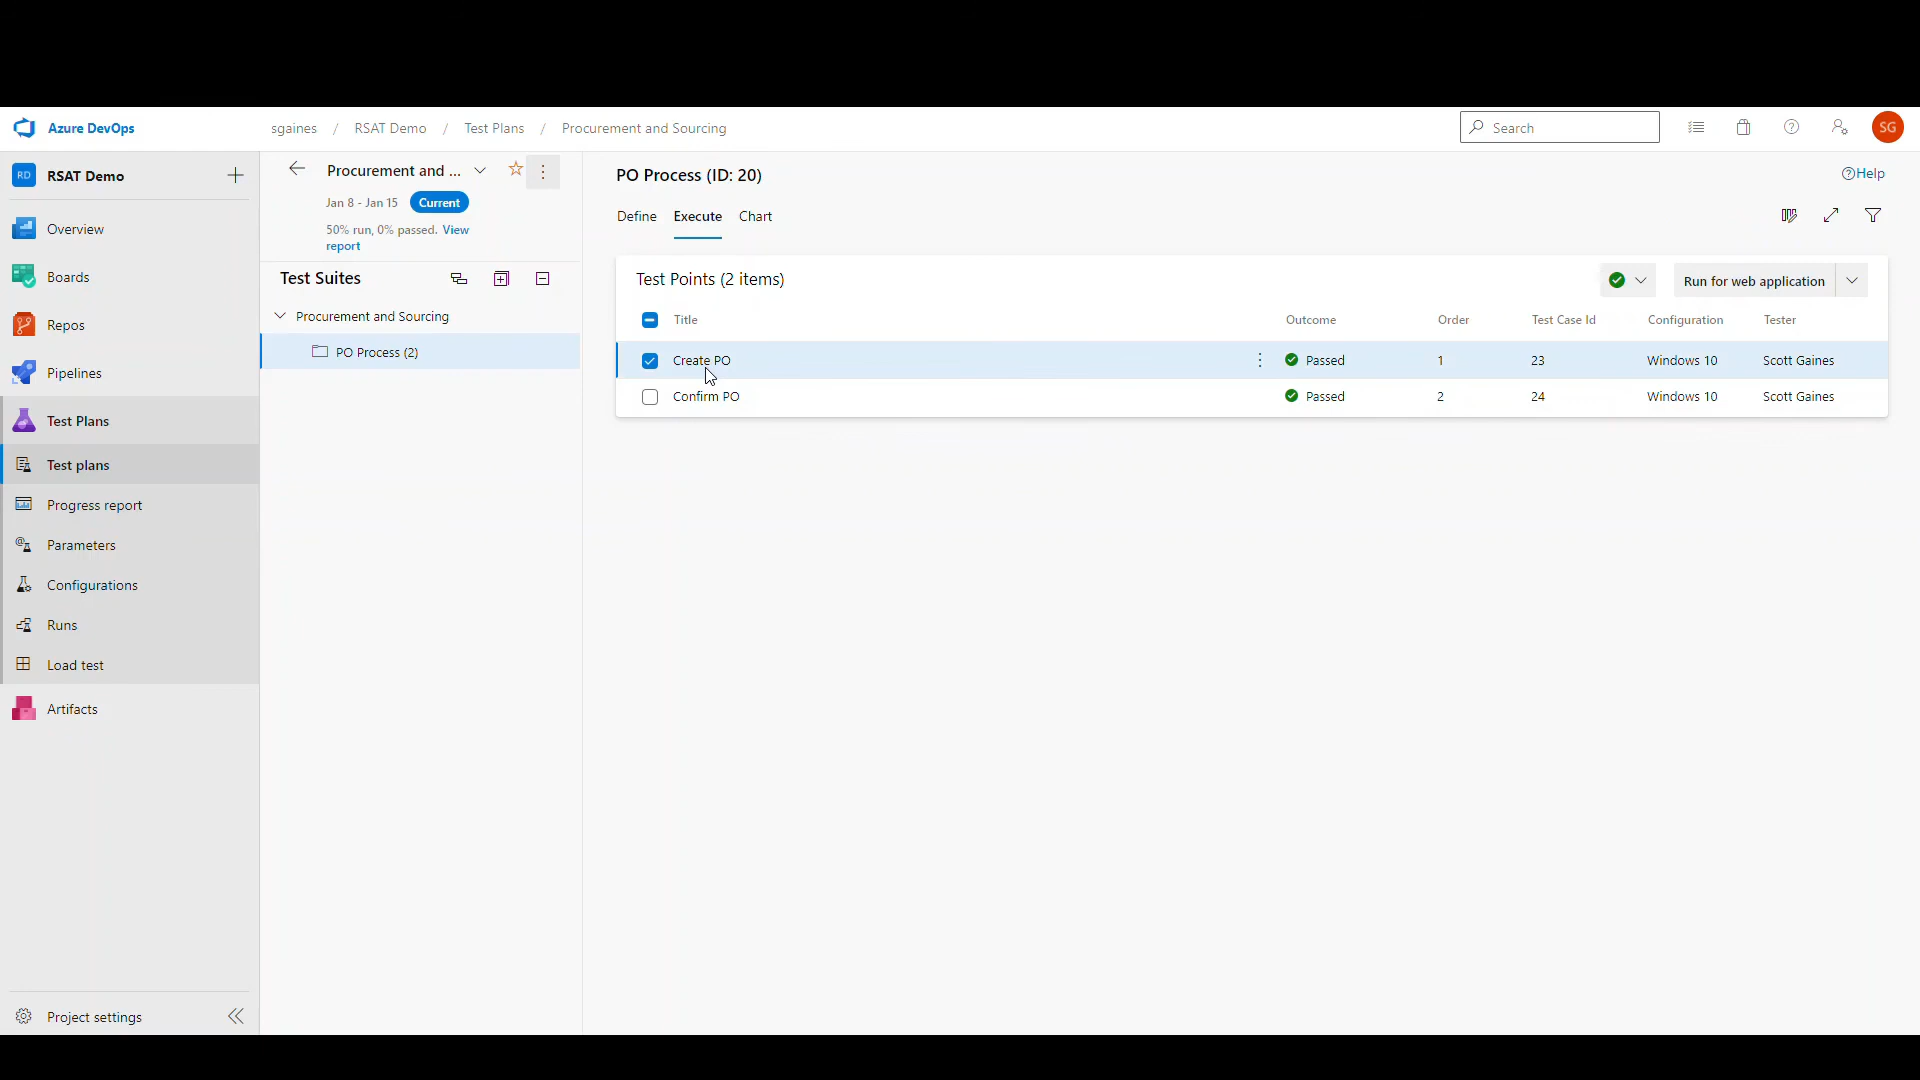 Azure DevOps
sgaines / RSAT Demo / Test Plans / Procurement and Sourcing
Search
SG
RD RSAT Demo
Overview
Boards
Repos
Pipelines
Test Plans
Test plans
Progress report
Parameters
Configurations
Runs
Load test
Artifacts
Project settings
Procurement and ...
Jan 8 - Jan 15 Current
50% run, 0% passed. View
report
Test Suites
Procurement and Sourcing
PO Process (2)
PO Process (ID: 20)
Help
Define Execute Chart
Test Points (2 items)
Run for web application
Title Outcome Order Test Case Id Configuration Tester
Create PO Passed 1 23 Windows 10 Scott Gaines
Confirm PO Passed 2 24 Windows 10 Scott Gaines